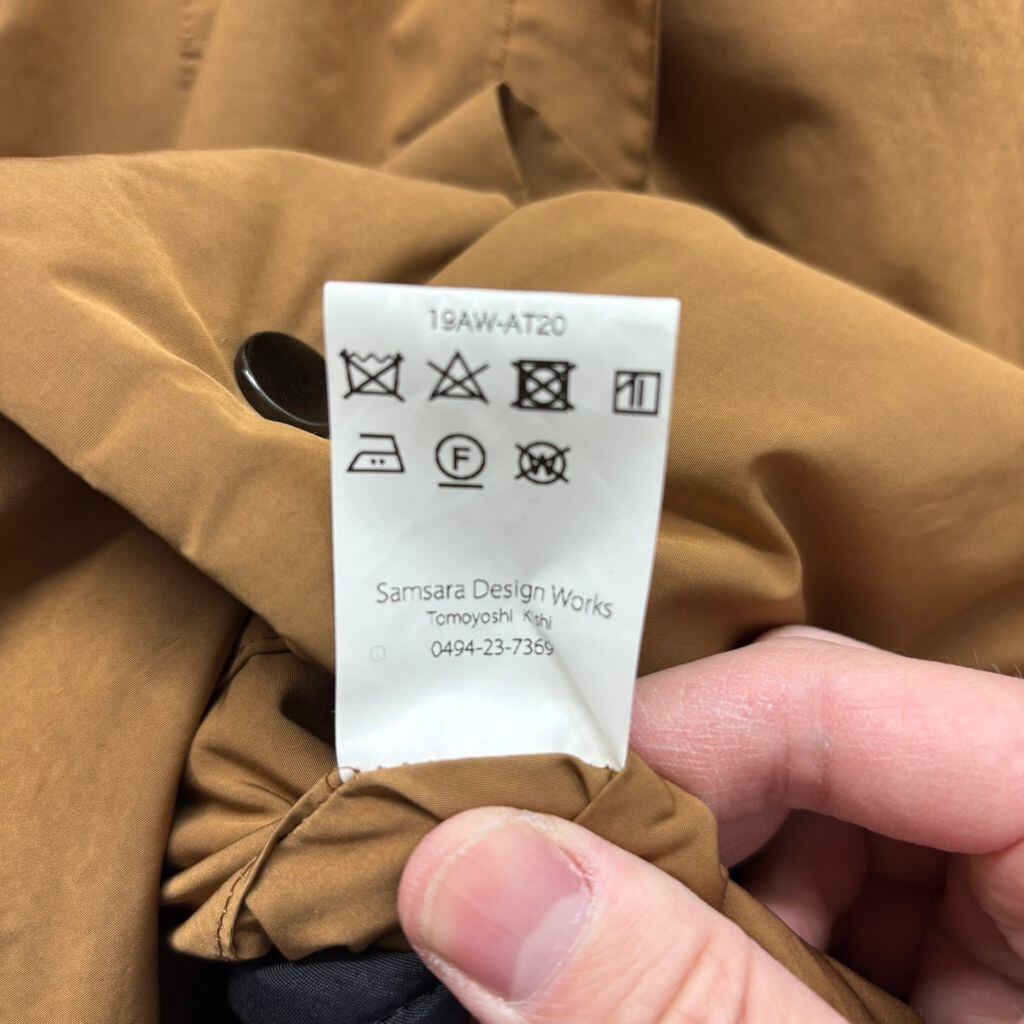 19AW-AT20
F
W
Samsara Design Works
Tomoyoshi Kishi
0494-23-7369